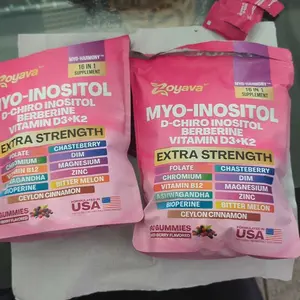 Zoyava
16 IN 1
SUPPLEMENT
MYO-INOSITOL
D-CHIRO INOSITOL
BERBERINE
VITAMIN D3+K2
EXTRA STRENGTH
FOLATE CHASTEBERRY
CHROMIUM DIM
VITAMIN B12 MAGNESIUM
ASHWAGANDHA ZINC
BIOPERINE BITTER MELON
CEYLON CINNAMON
GUMMIES
USA
Zoyava
16 IN 1
SUPPLEMENT
MYO-INOSITOL
D-CHIRO INOSITOL
BERBERINE
VITAMIN D3+K2
EXTRA STRENGTH
FOLATE CHASTEBERRY
CHROMIUM DIM
VITAMIN B12 MAGNESIUM
ASHWAGANDHA ZINC
BIOPERINE BITTER MELON
CEYLON CINNAMON
GUMMIES
USA